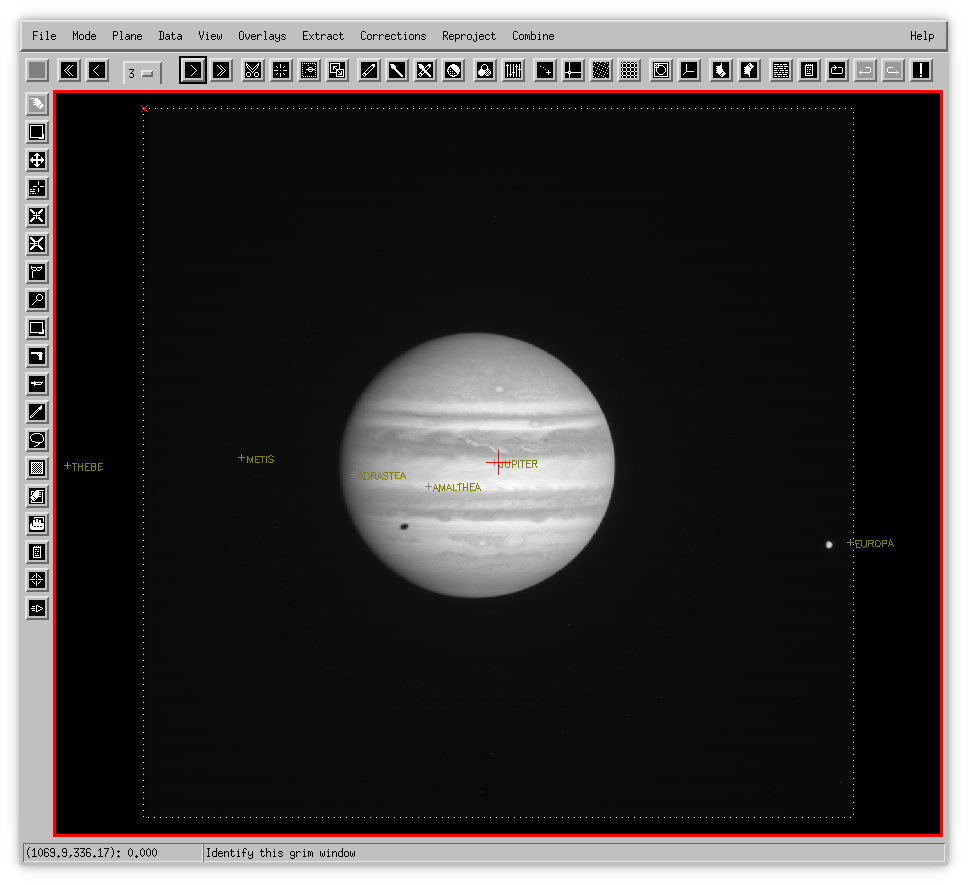 File Mode Plane Data View Overlays Extract Corrections Reproject Combine Help
3
METIS
JUPITER
THEBE
ADRASTEA
AMALTHEA
EUROPA
(1069.9,336.17): 0.000 Identify this grim window